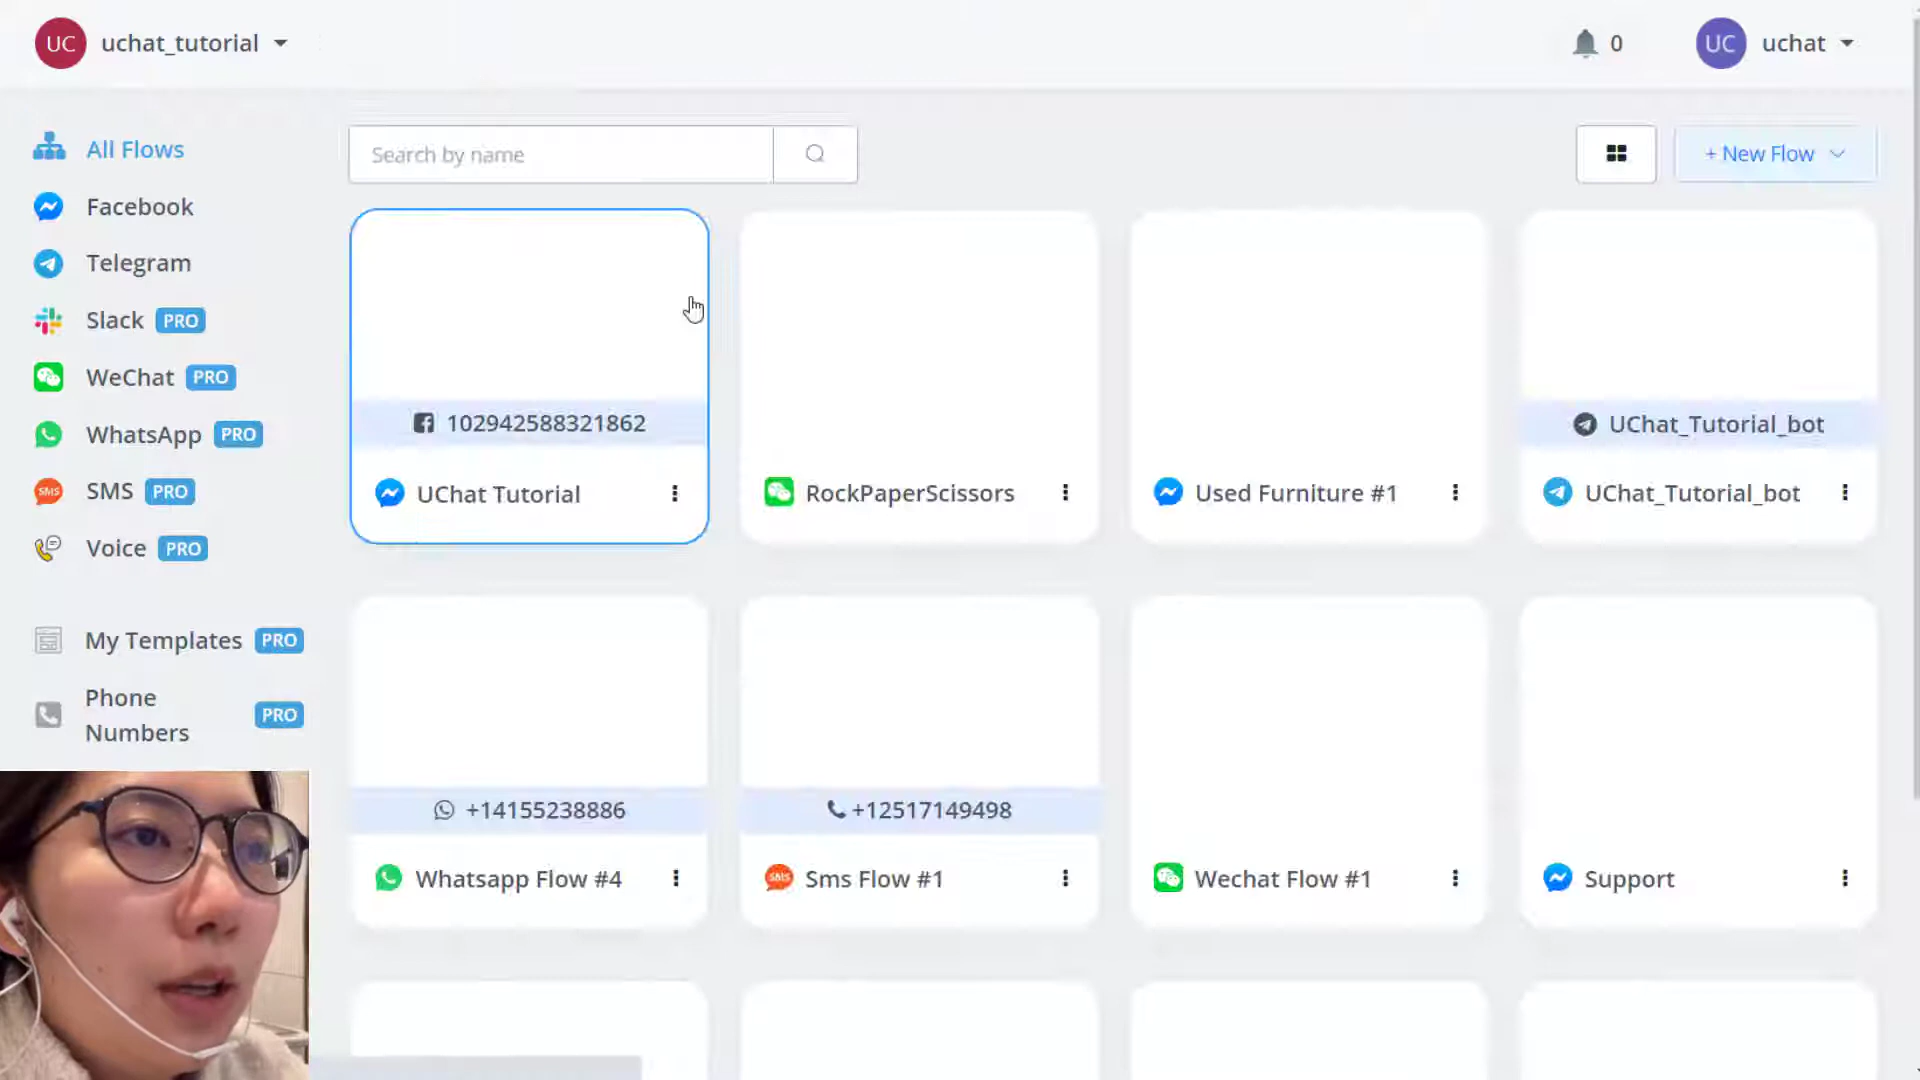 UC uchat_tutorial
0
UC uchat
All Flows
Facebook
Telegram
Slack PRO
WeChat PRO
WhatsApp PRO
SMS SMS PRO
Voice PRO
My Templates PRO
Phone
Numbers
PRO
Search by name
+ New Flow
102942588321862
UChat Tutorial
RockPaperScissors
Used Furniture #1
UChat_Tutorial_bot
UChat_Tutorial_bot
+14155238886
Whatsapp Flow #4
+12517149498
SMS Sms Flow #1
Wechat Flow #1
Support